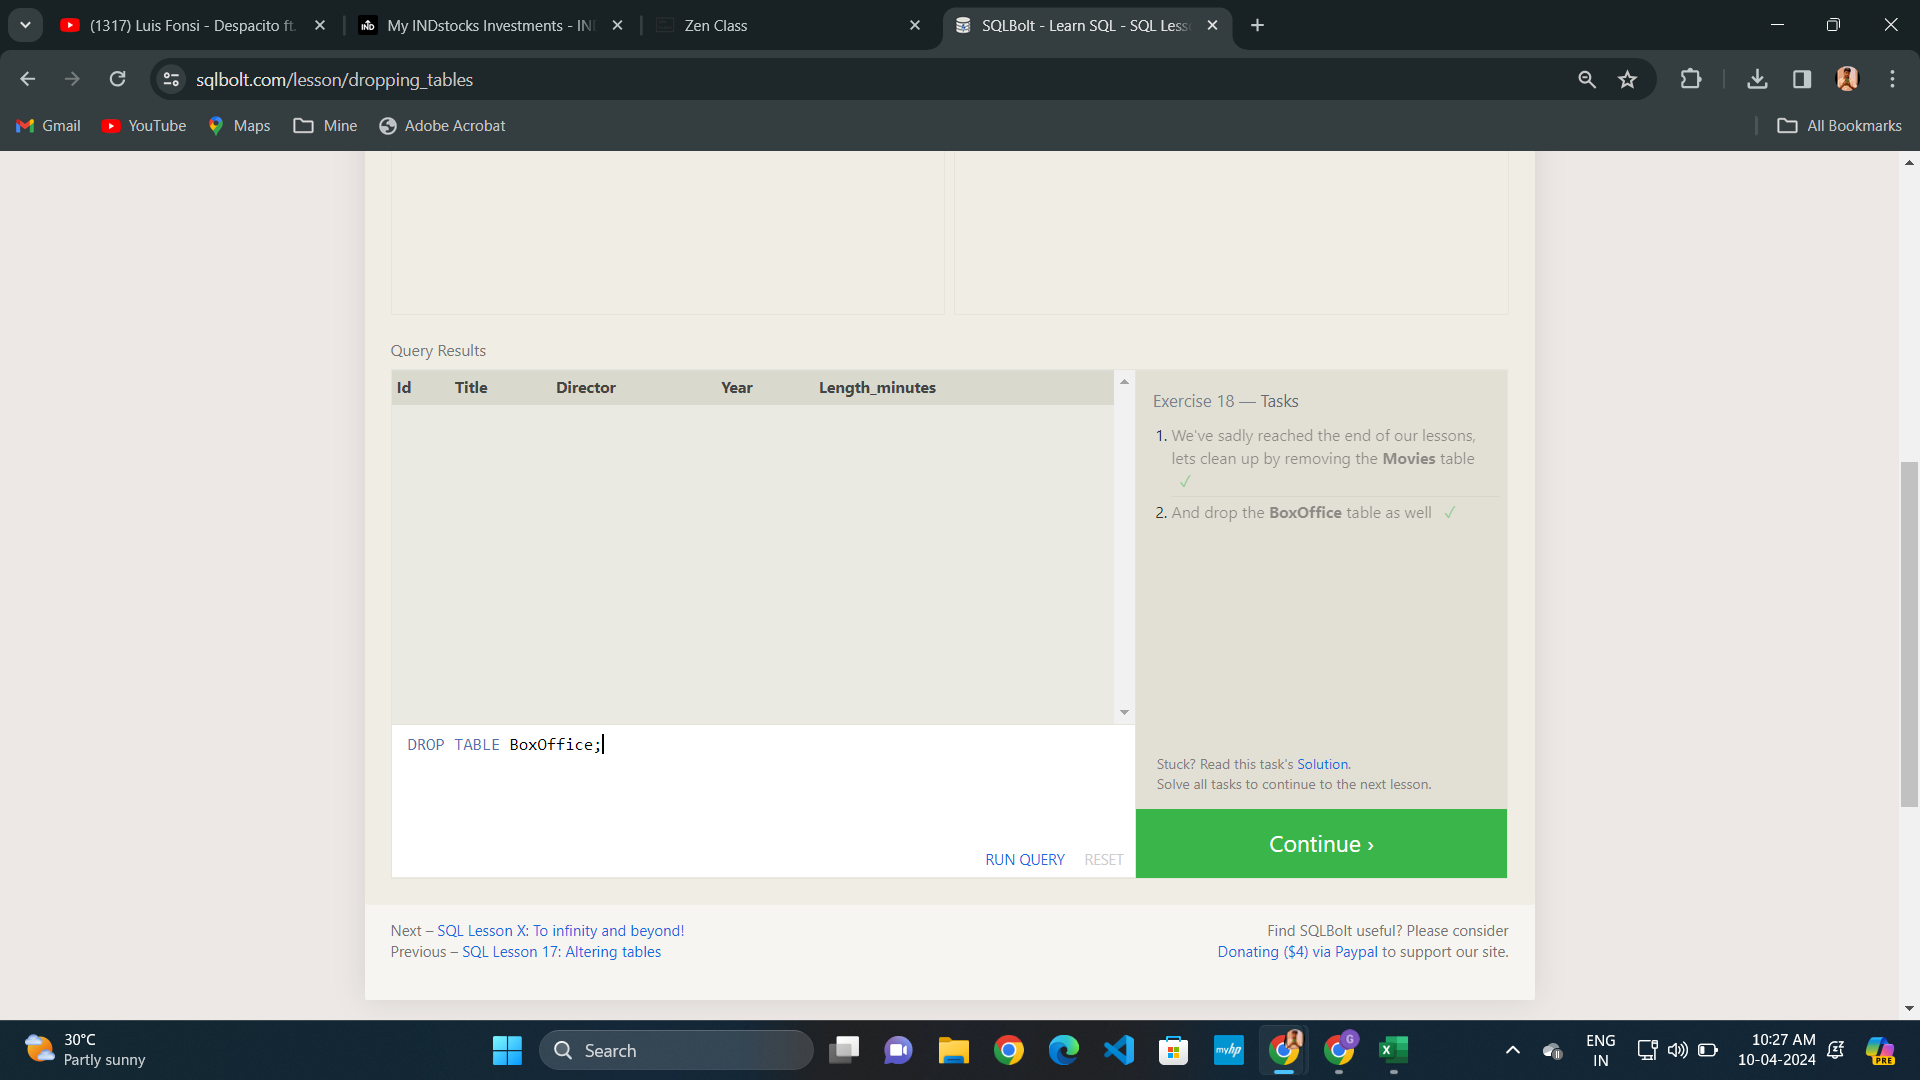 (1317) Luis Fonsi - Despacito ft.
My INDstocks Investments - IN
Zen Class
SQLBolt - Learn SQL - SQL Less
sqlbolt.com/lesson/dropping_tables
Gmail
YouTube
Maps
Mine
Adobe Acrobat
All Bookmarks
Query Results
Id Title Director Year Length_minutes
Exercise 18 — Tasks
1. We've sadly reached the end of our lessons,
lets clean up by removing the Movies table
✓
2. And drop the BoxOffice table as well ✓
DROP TABLE BoxOffice;
Stuck? Read this task's Solution.
Solve all tasks to continue to the next lesson.
RUN QUERY RESET
Continue ›
Next – SQL Lesson X: To infinity and beyond!
Previous – SQL Lesson 17: Altering tables
Find SQLBolt useful? Please consider
Donating ($4) via Paypal to support our site.
30°C
Partly sunny
Search
myhp
G
ENG
IN
10:27 AM
10-04-2024
PRE